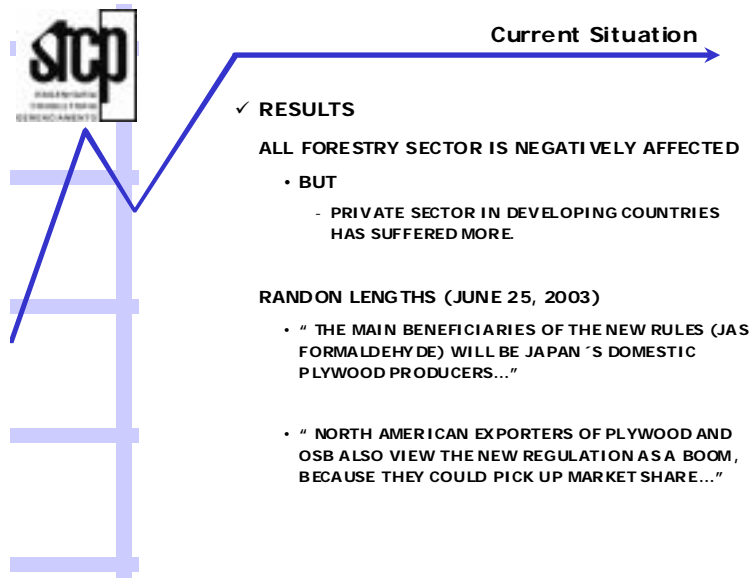 STCP
ENGENHARIA
CONSULTORIA
GERENCIAMENTO
Current Situation
✓ RESULTS
ALL FORESTRY SECTOR IS NEGATIVELY AFFECTED
• BUT
- PRIVATE SECTOR IN DEVELOPING COUNTRIES
HAS SUFFERED MORE.
RANDON LENGTHS (JUNE 25, 2003)
• “ THE MAIN BENEFICIARIES OF THE NEW RULES (JAS
FORMALDEHYDE) WILL BE JAPAN ´S DOMESTIC
PLYWOOD PRODUCERS…”
• “ NORTH AMERICAN EXPORTERS OF PLYWOOD AND
OSB ALSO VIEW THE NEW REGULATION AS A BOOM,
BECAUSE THEY COULD PICK UP MARKET SHARE…”